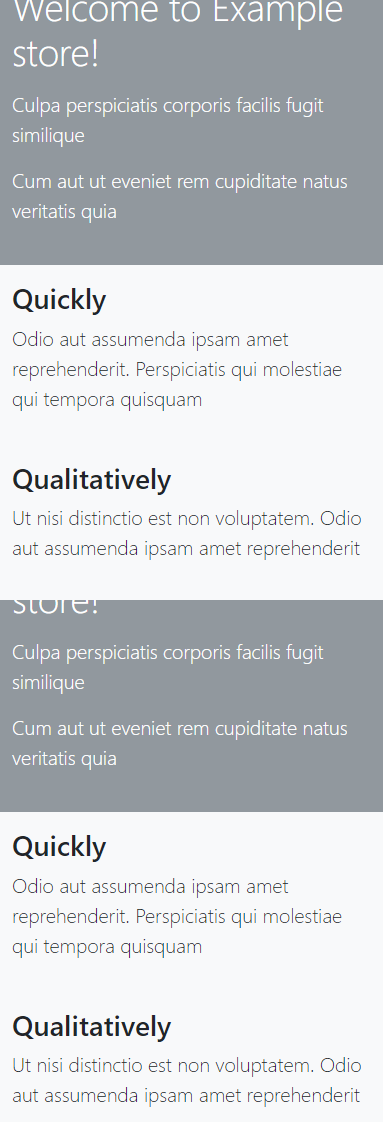 Welcome to Example
store!
Culpa perspiciatis corporis facilis fugit
similique
Cum aut ut eveniet rem cupiditate natus
veritatis quia
Quickly
Odio aut assumenda ipsam amet
reprehenderit. Perspiciatis qui molestiae
qui tempora quisquam
Qualitatively
Ut nisi distinctio est non voluptatem. Odio
aut assumenda ipsam amet reprehenderit
store!
Culpa perspiciatis corporis facilis fugit
similique
Cum aut ut eveniet rem cupiditate natus
veritatis quia
Quickly
Odio aut assumenda ipsam amet
reprehenderit. Perspiciatis qui molestiae
qui tempora quisquam
Qualitatively
Ut nisi distinctio est non voluptatem. Odio
aut assumenda ipsam amet reprehenderit